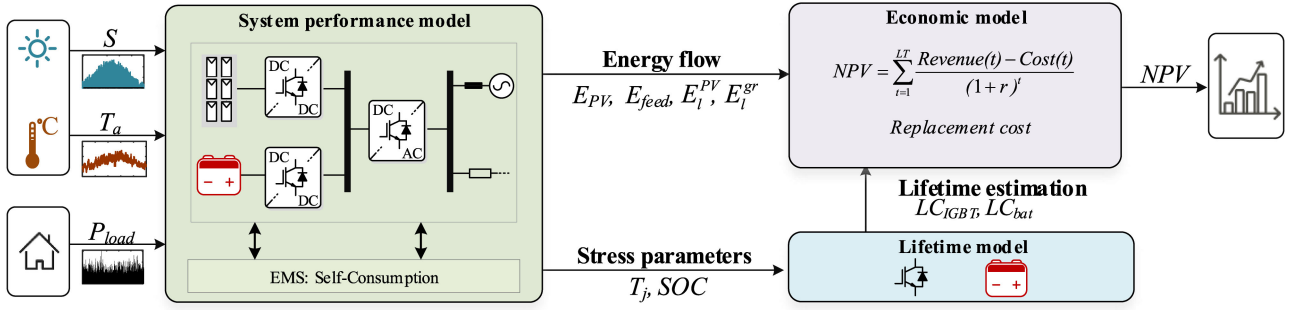 System performance model
S
°C
T_a
P_load
DC
DC
DC
DC
DC
AC
EMS: Self-Consumption
Energy flow
E_PV, E_feed, E_l^PV, E_l^gr
Stress parameters
T_j, SOC
Economic model
NPV = \sum_{t=1}^{LT} \frac{Revenue(t) − Cost(t)}{(1+r)^t}
Replacement cost
NPV
Lifetime estimation
LC_IGBT, LC_bat
Lifetime model